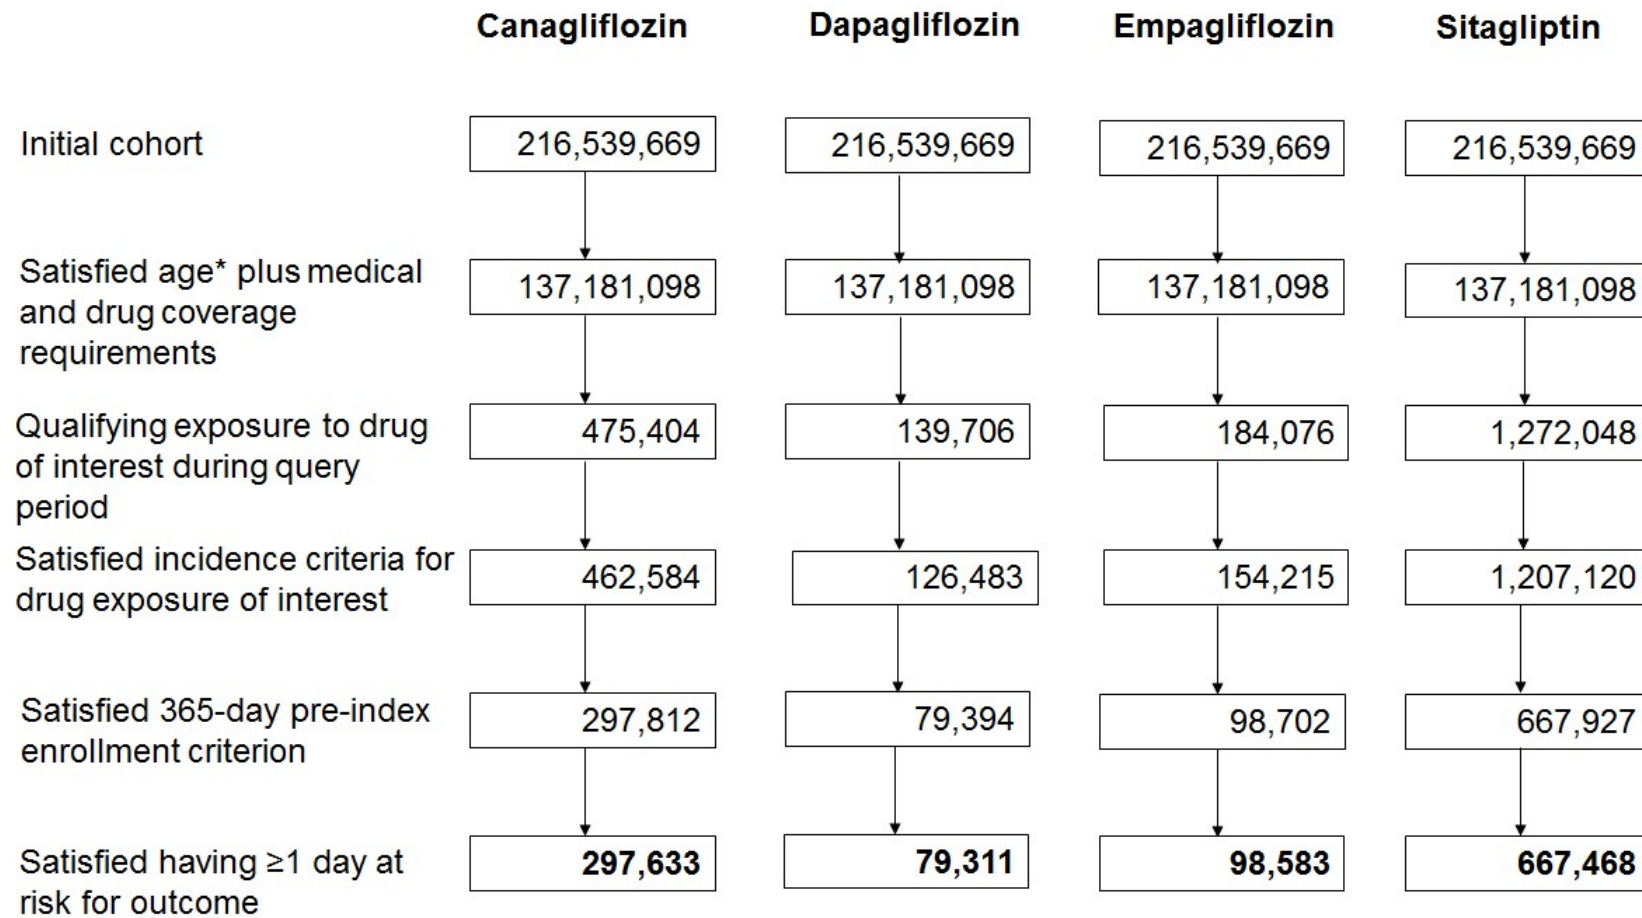 Canagliflozin Dapagliflozin Empagliflozin Sitagliptin
Initial cohort 216,539,669 216,539,669 216,539,669 216,539,669
Satisfied age* plus medical
and drug coverage 137,181,098 137,181,098 137,181,098 137,181,098
requirements
Qualifying exposure to drug 475,404 139,706 184,076 1,272,048
of interest during query
period
Satisfied incidence criteria for
drug exposure of interest 462,584 126,483 154,215 1,207,120
Satisfied 365-day pre-index 297,812 79,394 98,702 667,927
enrollment criterion
Satisfied having ≥1 day at 297,633 79,311 98,583 667,468
risk for outcome